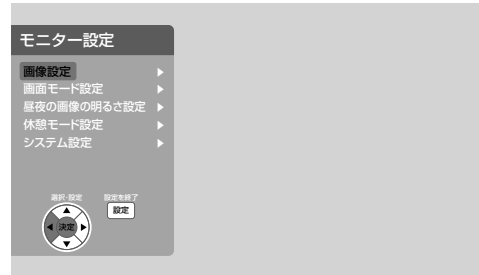 モニター設定
画像設定
画面モード設定
昼夜の画像の明るさ設定
休憩モード設定
システム設定
選択・設定 設定を終了
設定
決定